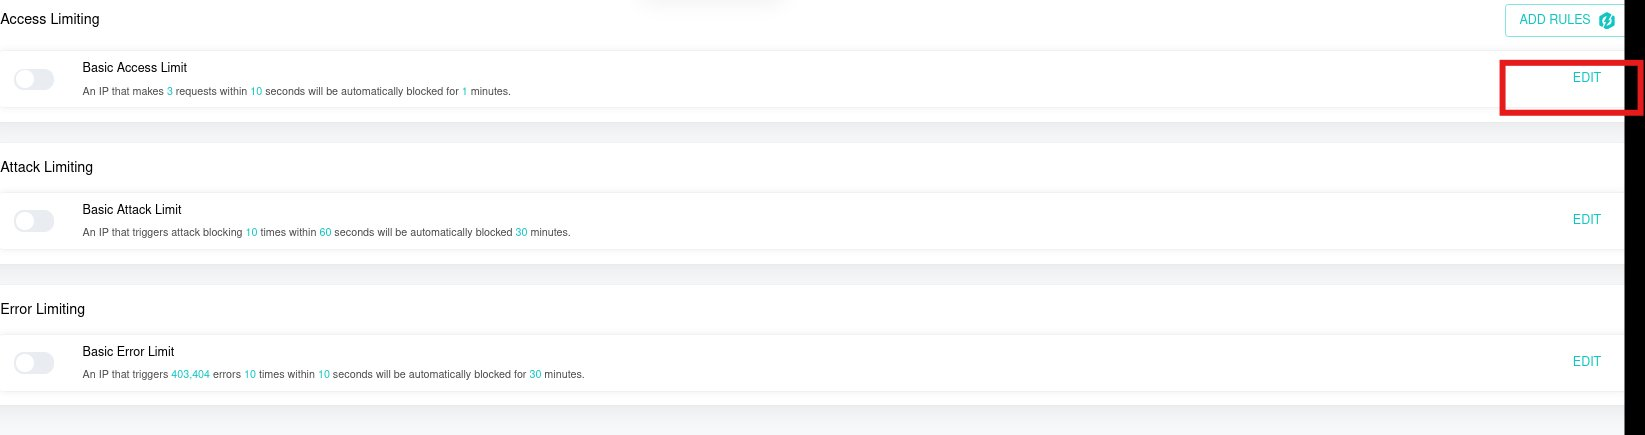 Access Limiting
ADD RULES
Basic Access Limit
An IP that makes 3 requests within 10 seconds will be automatically blocked for 1 minutes.
EDIT
Attack Limiting
Basic Attack Limit
An IP that triggers attack blocking 10 times within 60 seconds will be automatically blocked 30 minutes.
EDIT
Error Limiting
Basic Error Limit
An IP that triggers 403,404 errors 10 times within 10 seconds will be automatically blocked for 30 minutes.
EDIT